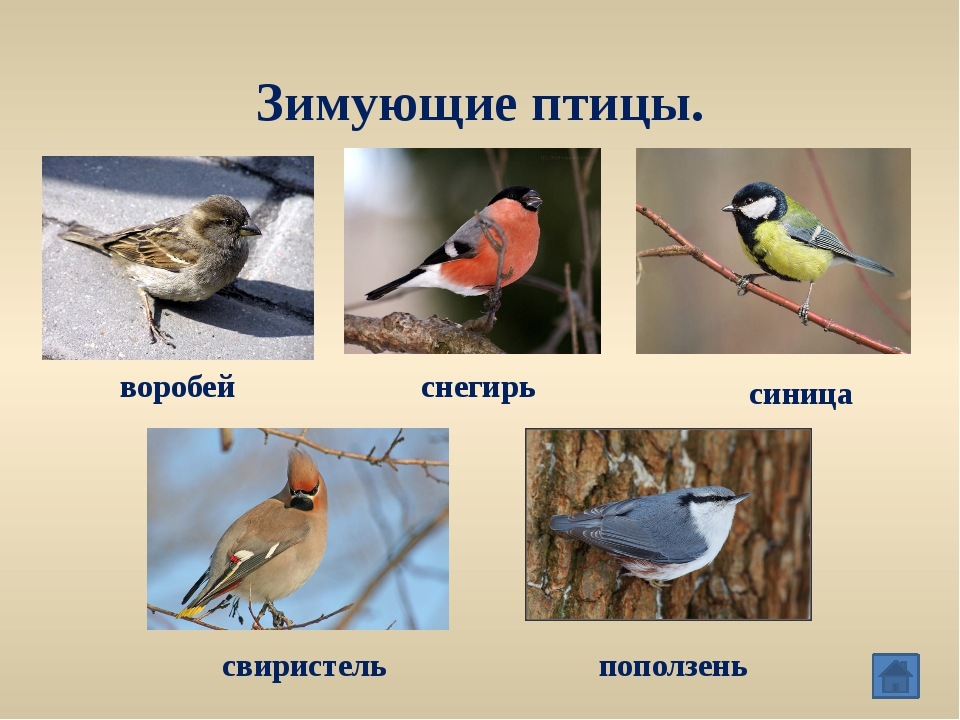 Зимующие птицы.
воробей
снегирь
синица
свиристель
поползень